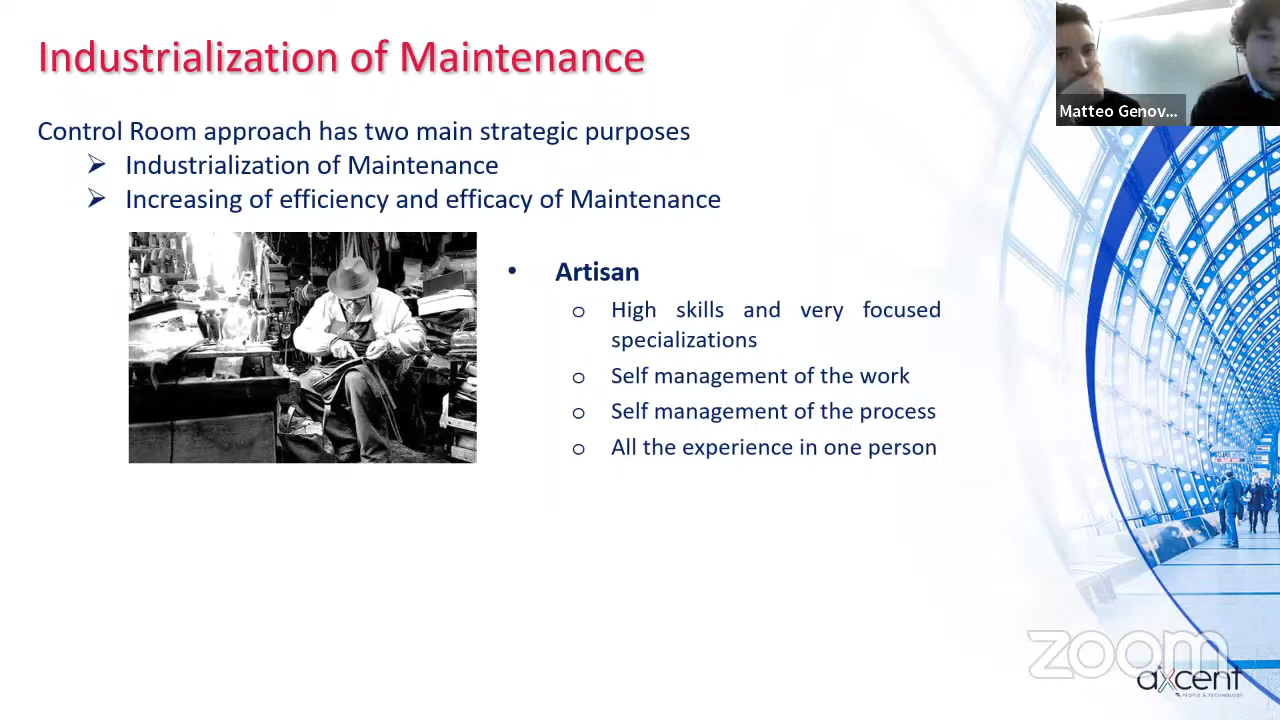 Industrialization of Maintenance
Matteo Genov...
Control Room approach has two main strategic purposes
Industrialization of Maintenance
Increasing of efficiency and efficacy of Maintenance
• Artisan
o High skills and very focused
specializations
o Self management of the work
o Self management of the process
o All the experience in one person
zoom
axcent
PEOPLE & TECHNOLOGY